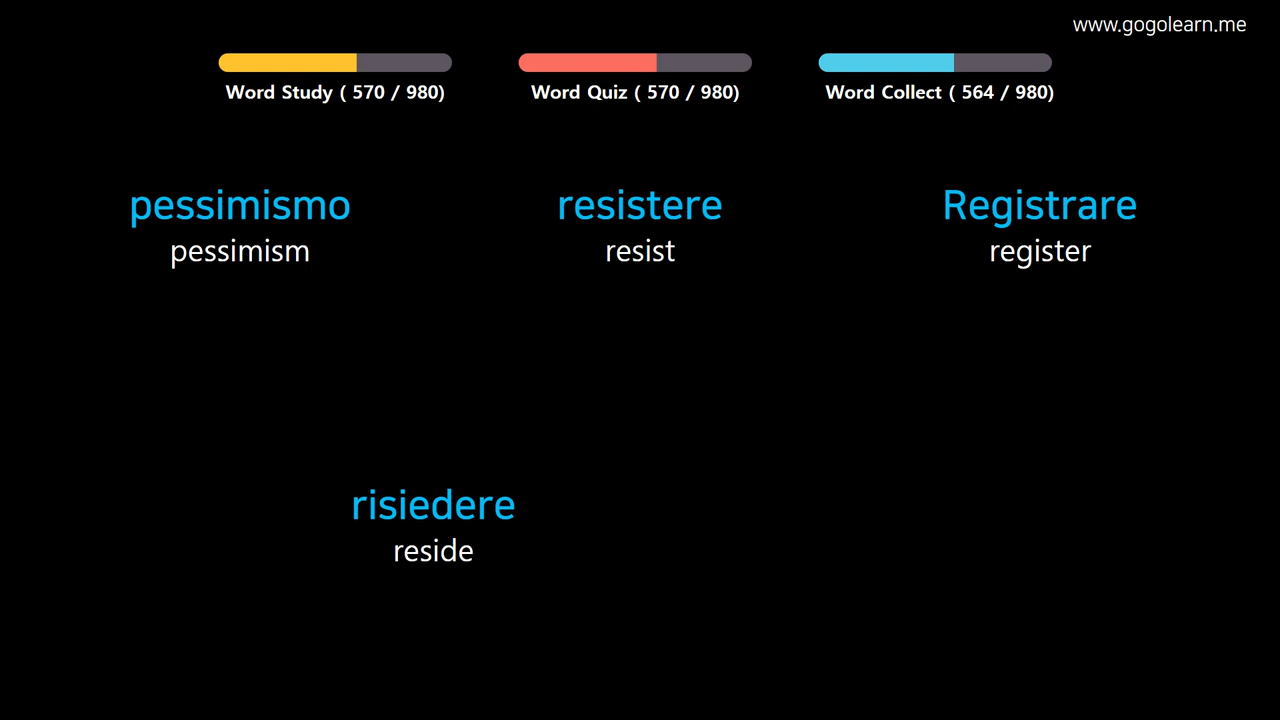 www.gogolearn.me
Word Study ( 570 / 980)
Word Quiz ( 570 / 980)
Word Collect ( 564 / 980)
pessimismo
pessimism
resistere
resist
Registrare
register
risiedere
reside